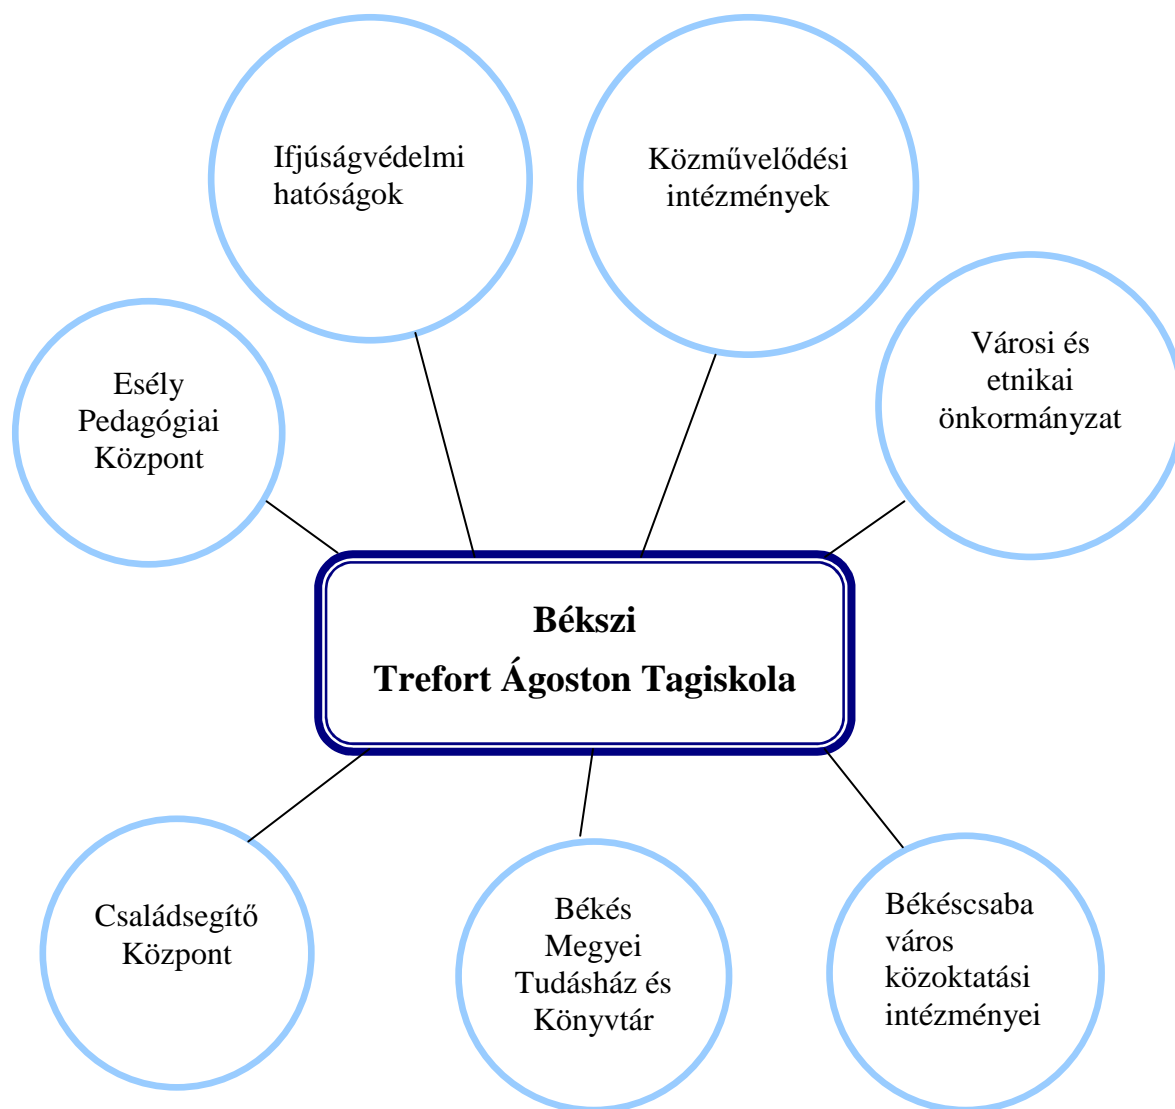 Ifjúságvédelmi
hatóságok
Közművelődési
intézmények
Városi és
etnikai
önkormányzat
Esély
Pedagógiai
Központ
Békszi
Trefort Ágoston Tagiskola
Családsegítő
Központ
Békés
Megyei
Tudásház és
Könyvtár
Békéscsaba
város
közoktatási
intézményei